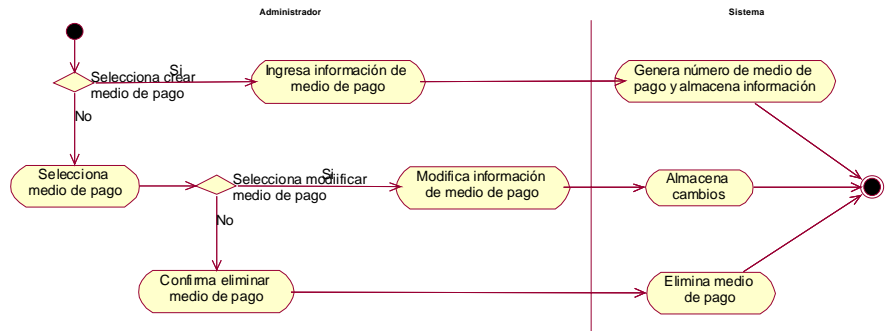 Administrador
Sistema
Selecciona crear
medio de pago
Si
Ingresa información de
medio de pago
Genera número de medio de
pago y almacena información
No
Selecciona
medio de pago
Selecciona modificar
medio de pago
Si
Modifica información
de medio de pago
Almacena
cambios
No
Confirma eliminar
medio de pago
Elimina medio
de pago